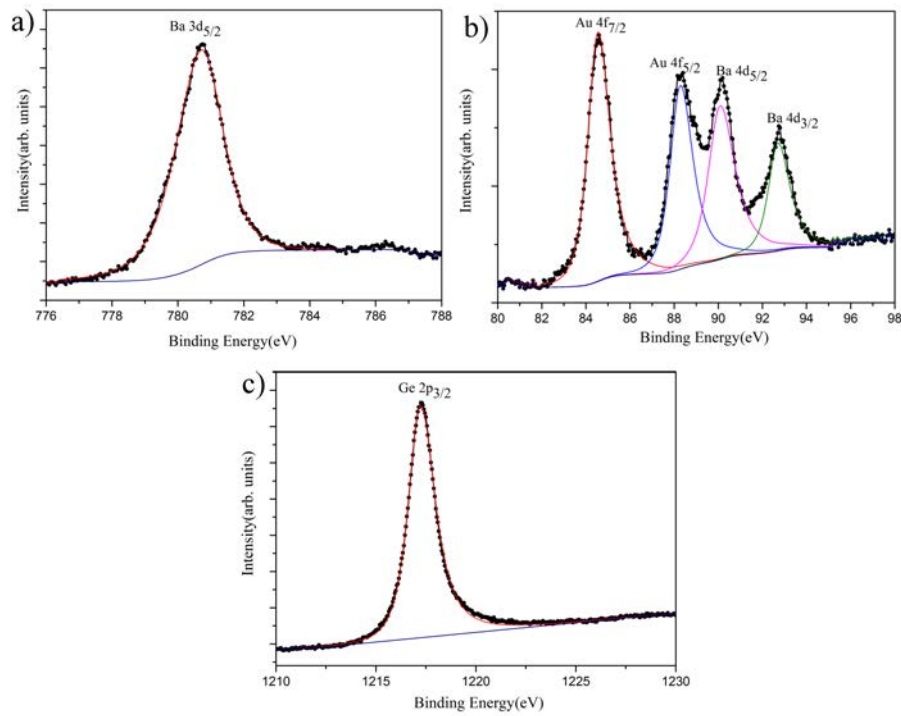 a)
Ba 3d5/2
Intensity(arb. units)
776 778 780 782 784 786 788
Binding Energy(eV)
b)
Au 4f7/2
Au 4f5/2
Ba 4d5/2
Ba 4d3/2
Intensity(arb. units)
80 82 84 86 88 90 92 94 96 98
Binding Energy(eV)
c)
Ge 2p3/2
Intensity(arb. units)
1210 1215 1220 1225 1230
Binding Energy(eV)